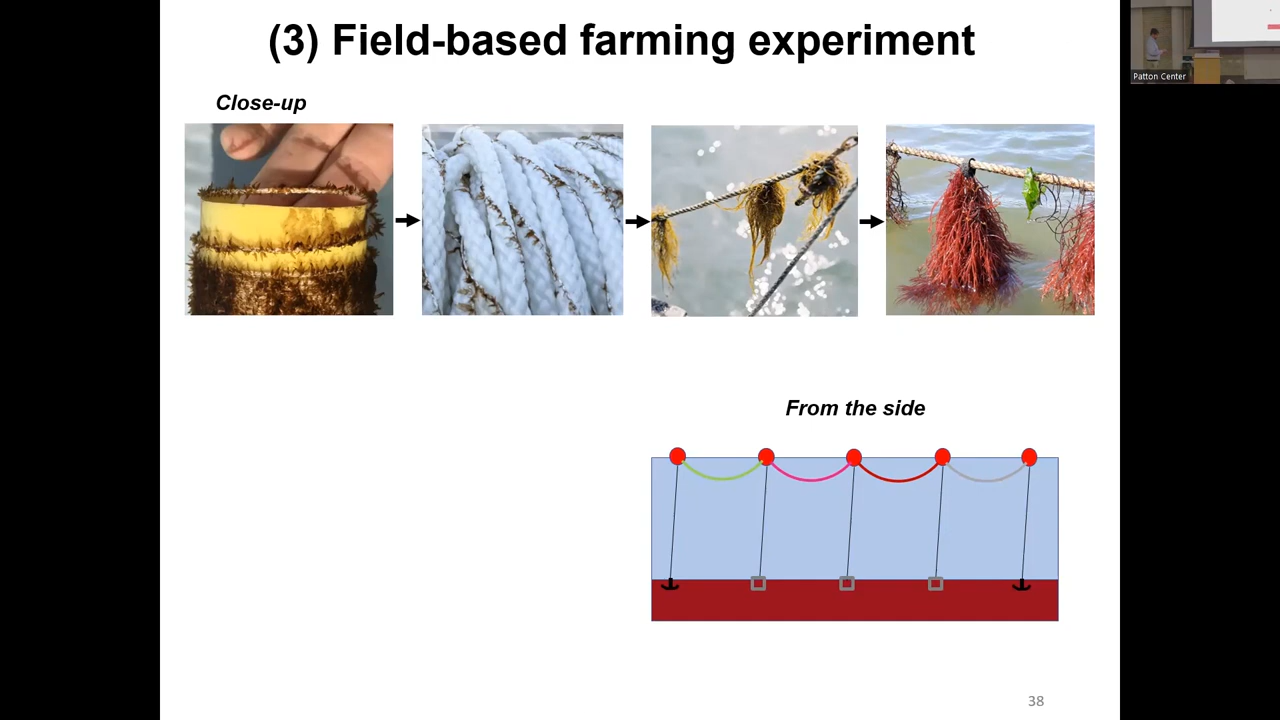 (3) Field-based farming experiment
Patton Center
Close-up
From the side
38